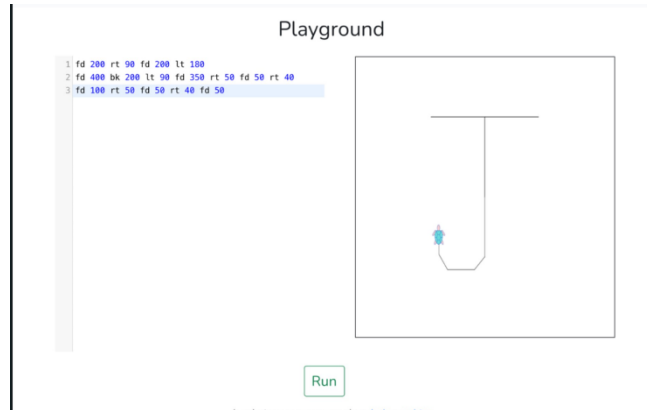 Playground
1 fd 200 rt 90 fd 200 lt 180
2 fd 400 bk 200 lt 90 fd 350 rt 50 fd 50 rt 40
3 fd 100 rt 50 fd 50 rt 40 fd 50
Run